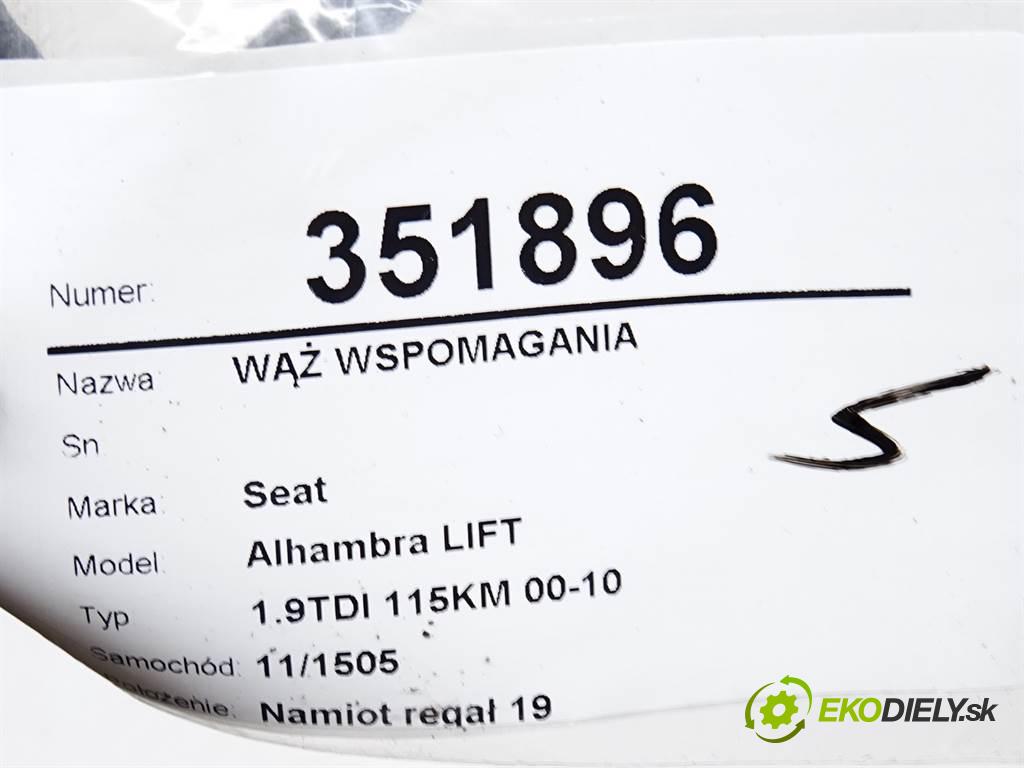 Numer: 351896
Nazwa WĄŻ WSPOMAGANIA
Sn
Marka: Seat
Model: Alhambra LIFT
Typ 1.9TDI 115KM 00-10
Samochód: 11/1505
Położenie: Namiot regał 19
S
EKODIELY.sk